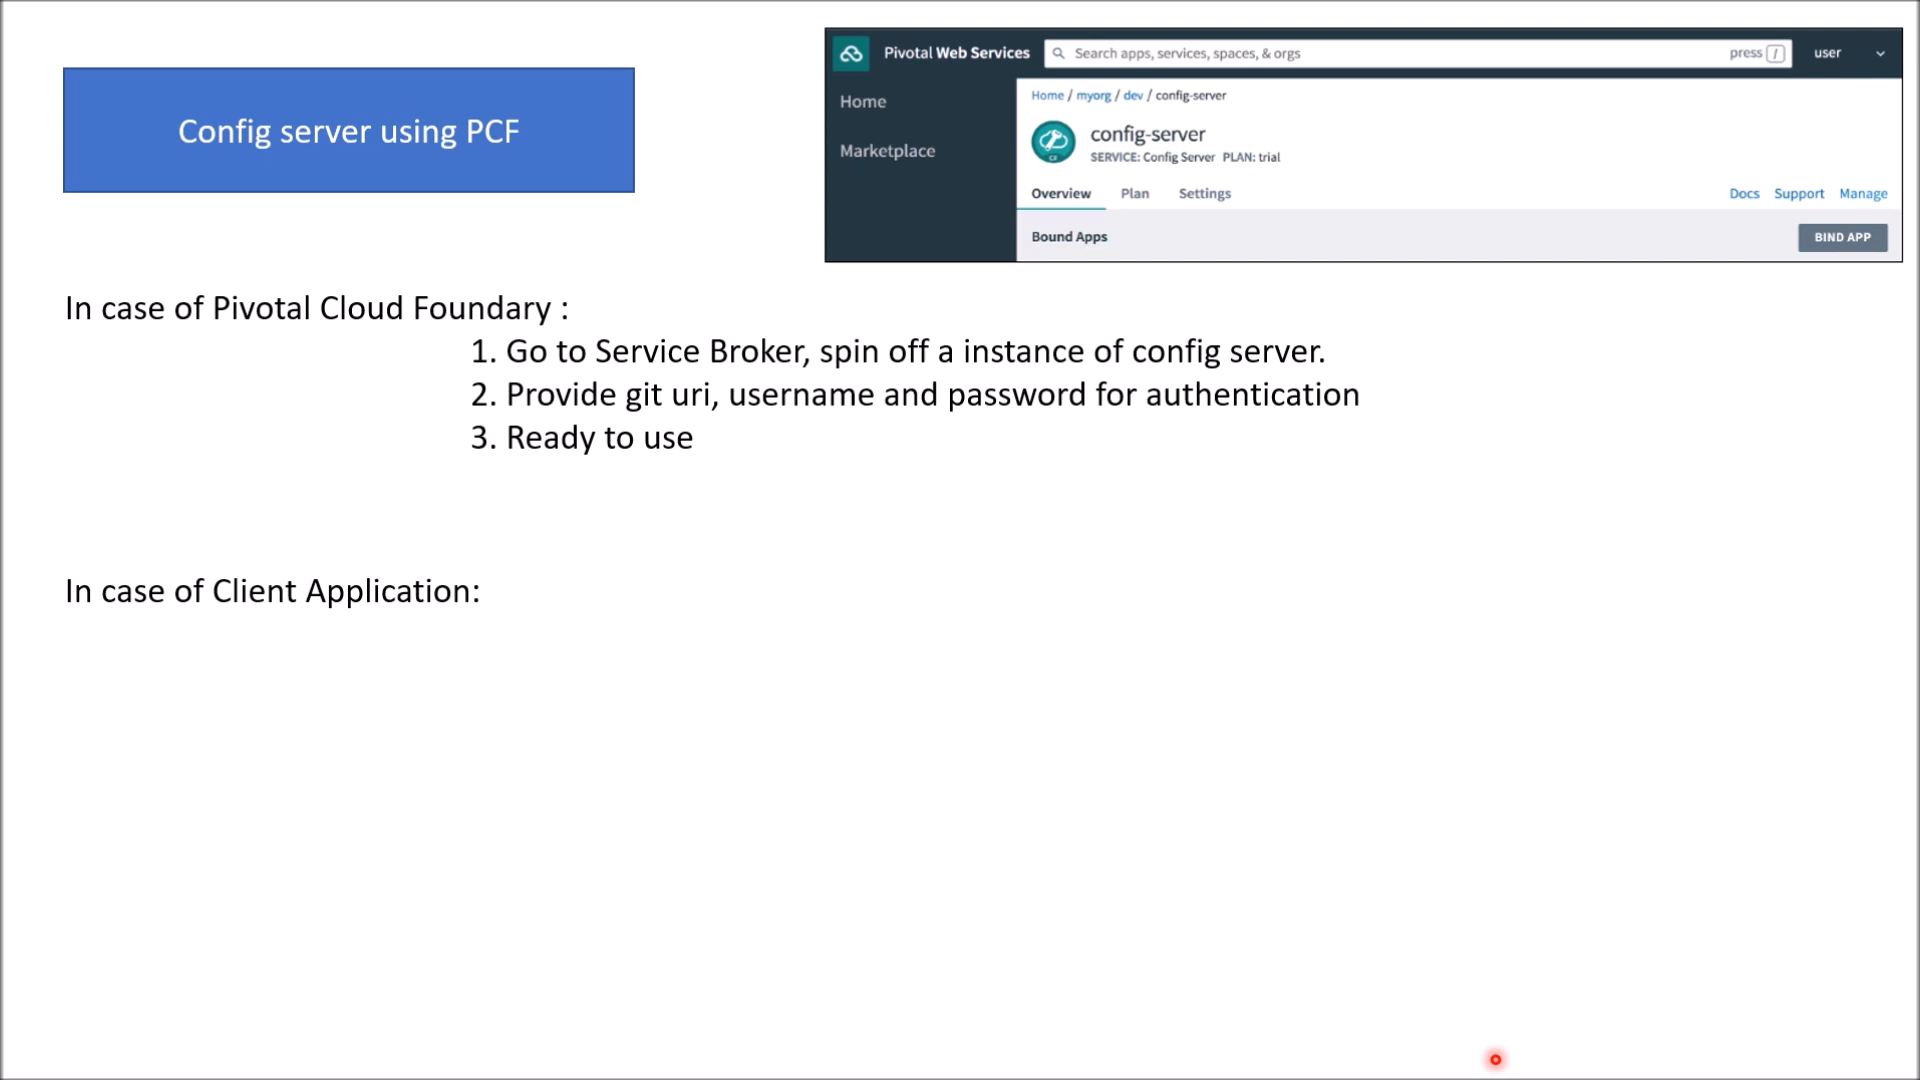 Config server using PCF
Pivotal Web Services
Search apps, services, spaces, & orgs
press /
user
Home
Marketplace
Home / myorg / dev / config-server
config-server
SERVICE: Config Server PLAN: trial
Overview Plan Settings
Docs Support Manage
Bound Apps
BIND APP
In case of Pivotal Cloud Foundary :
1. Go to Service Broker, spin off a instance of config server.
2. Provide git uri, username and password for authentication
3. Ready to use
In case of Client Application: